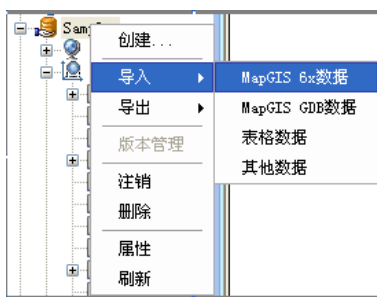 创建...
导入
导出
版本管理
注销
删除
属性
刷新
MapGIS 6x数据
MapGIS GDB数据
表格数据
其他数据